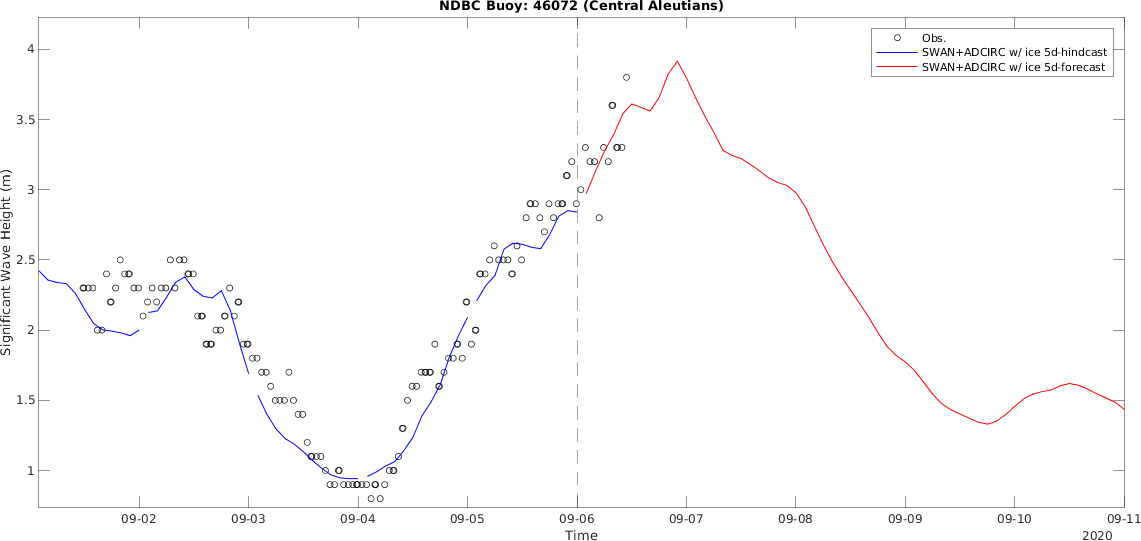 NDBC Buoy: 46072 (Central Aleutians)
Obs.
SWAN+ADCIRC w/ ice 5d-hindcast
SWAN+ADCIRC w/ ice 5d-forecast
Significant Wave Height (m)
4
3.5
3
2.5
2
1.5
1
09-02 09-03 09-04 09-05 09-06 09-07 09-08 09-09 09-10 09-11
Time
2020